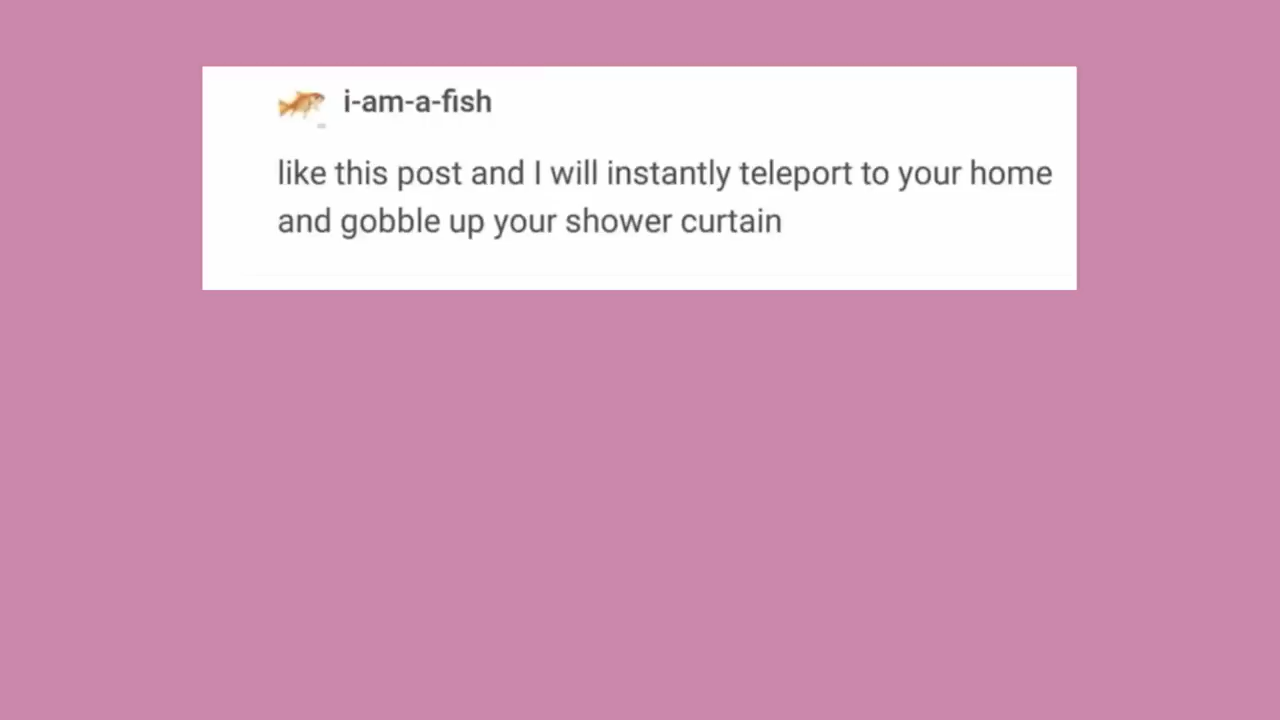 i-am-a-fish
like this post and I will instantly teleport to your home
and gobble up your shower curtain